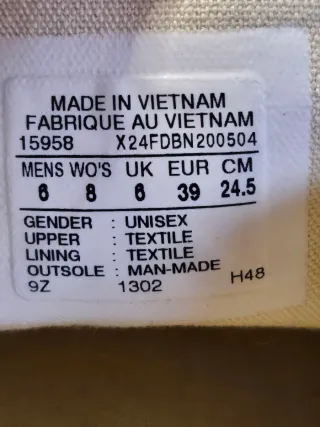 MADE IN VIETNAM
FABRIQUE AU VIETNAM
15958 X24FDBN200504
MENS WO'S UK EUR CM
6 8 6 39 24.5
GENDER : UNISEX
UPPER : TEXTILE
LINING : TEXTILE
OUTSOLE : MAN-MADE
9Z 1302 H48